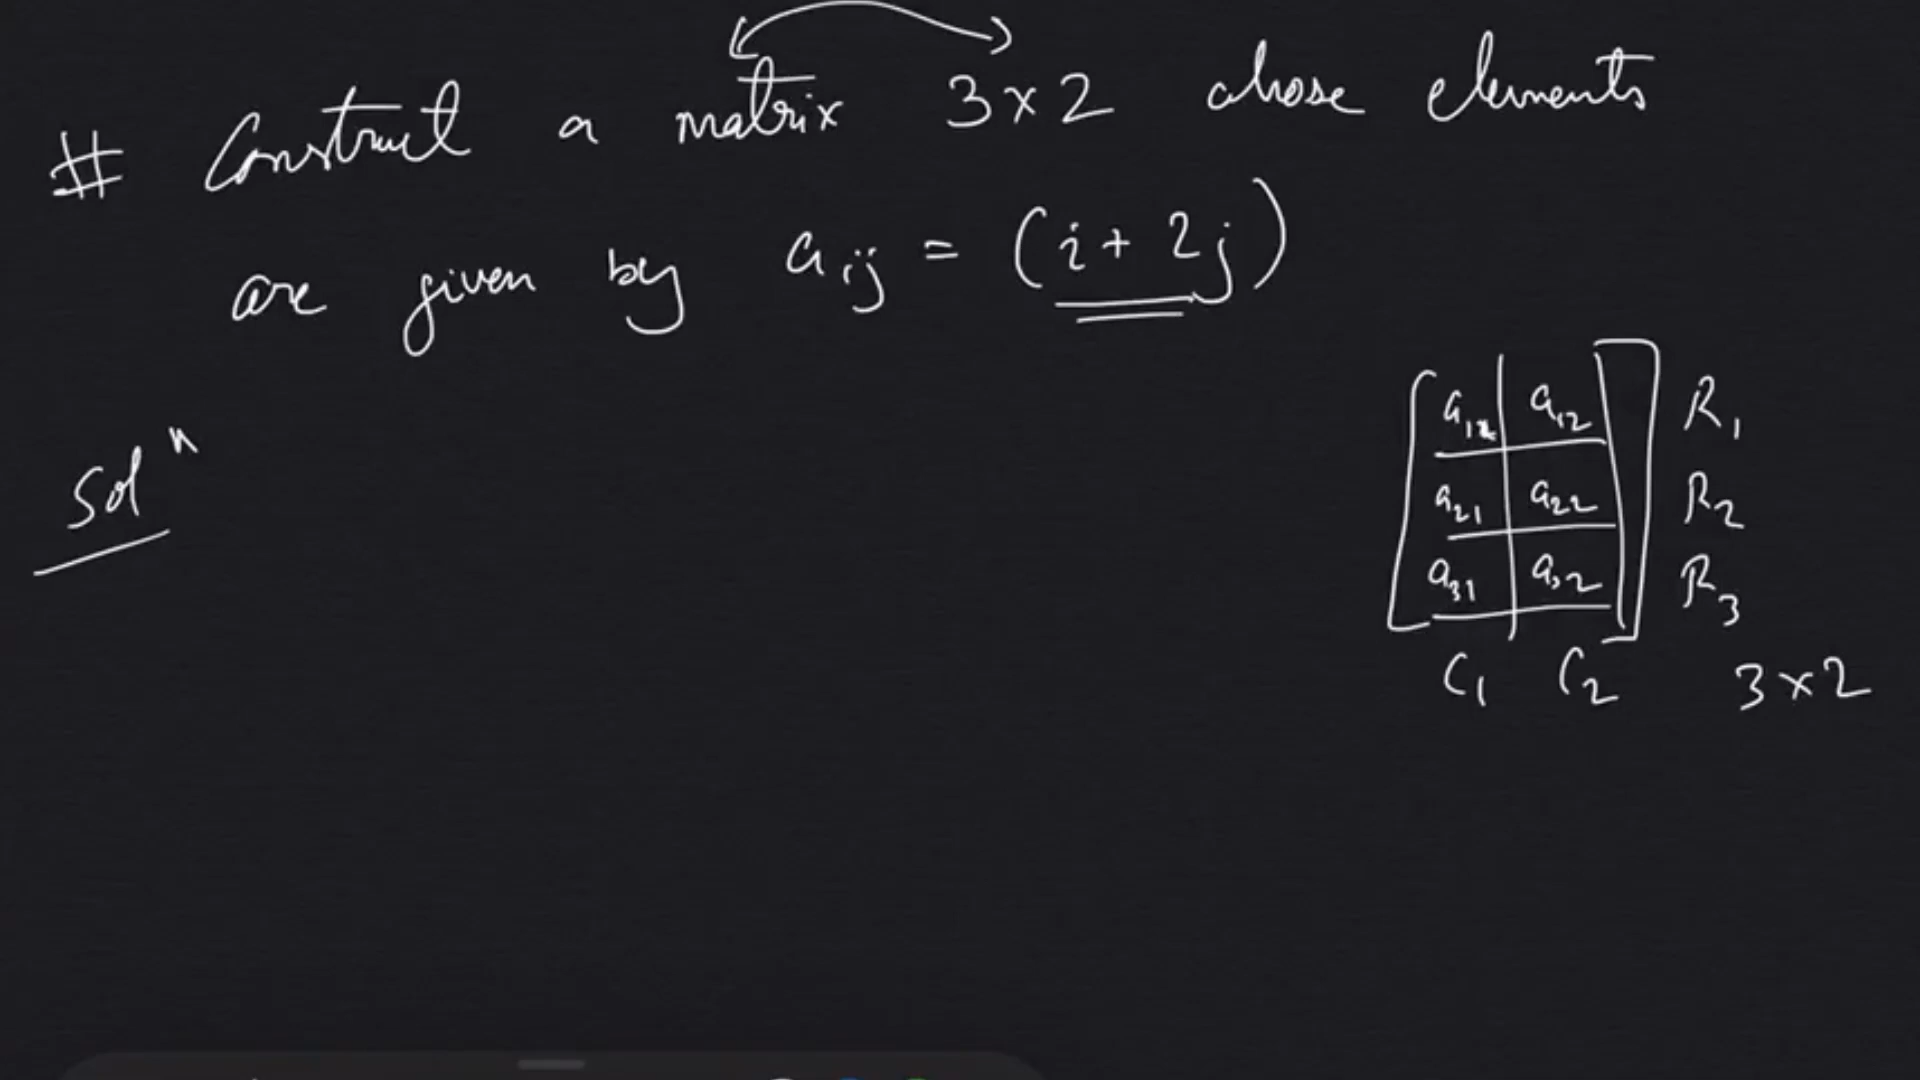 # Construct a matrix 3×2 whose elements
are given by aij = (i + 2j)
Solⁿ
a11 a12 R1
a21 a22 R2
a31 a32 R3
C1 C2 3×2